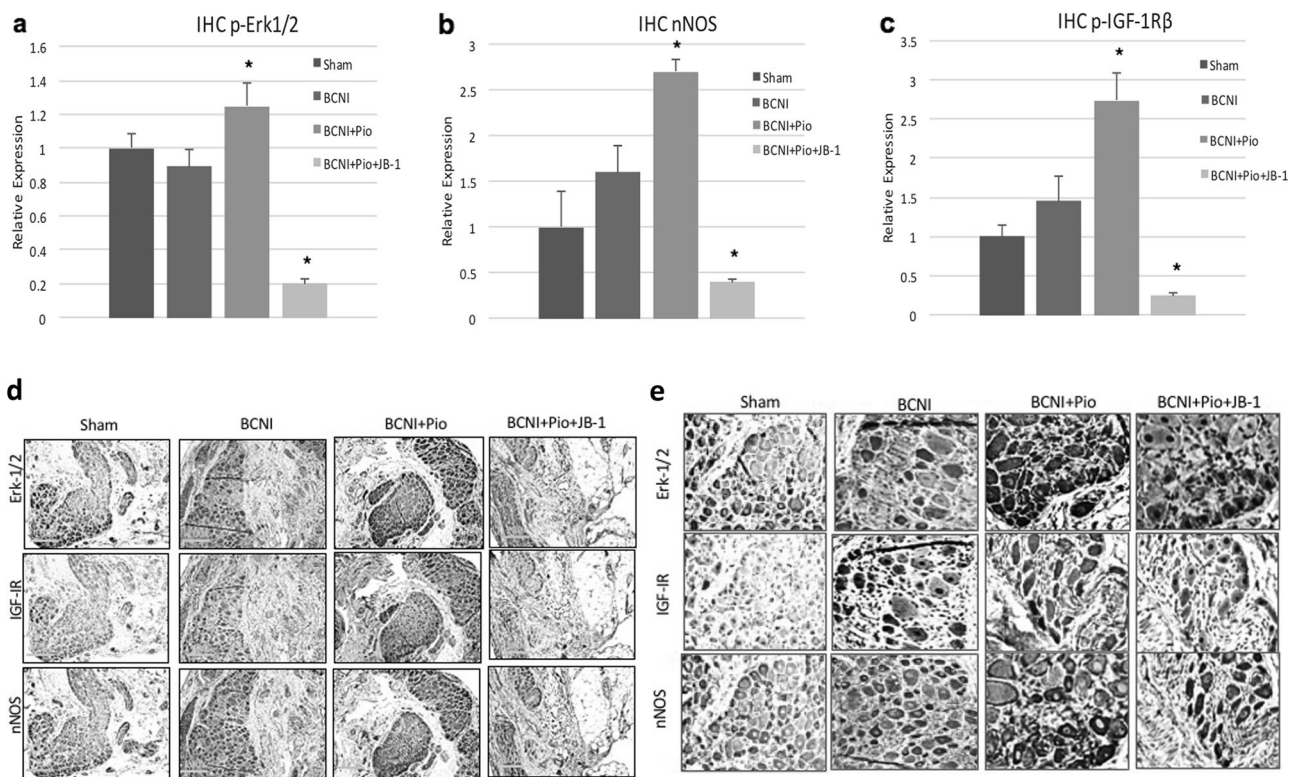 a
IHC p-Erk1/2
Relative Expression
1.6
1.4
1.2
1
0.8
0.6
0.4
0.2
0
*
*
Sham
BCNI
BCNI+Pio
BCNI+Pio+JB-1
b
IHC nNOS
Relative Expression
3
2.5
2
1.5
1
0.5
0
*
*
Sham
BCNI
BCNI+Pio
BCNI+Pio+JB-1
c
IHC p-IGF-1Rβ
Relative Expression
3.5
3
2.5
2
1.5
1
0.5
0
*
*
Sham
BCNI
BCNI+Pio
BCNI+Pio+JB-1
d
Sham BCNI BCNI+Pio BCNI+Pio+JB-1
Erk-1/2
IGF-IR
nNOS
e
Sham BCNI BCNI+Pio BCNI+Pio+JB-1
Erk-1/2
IGF-IR
nNOS